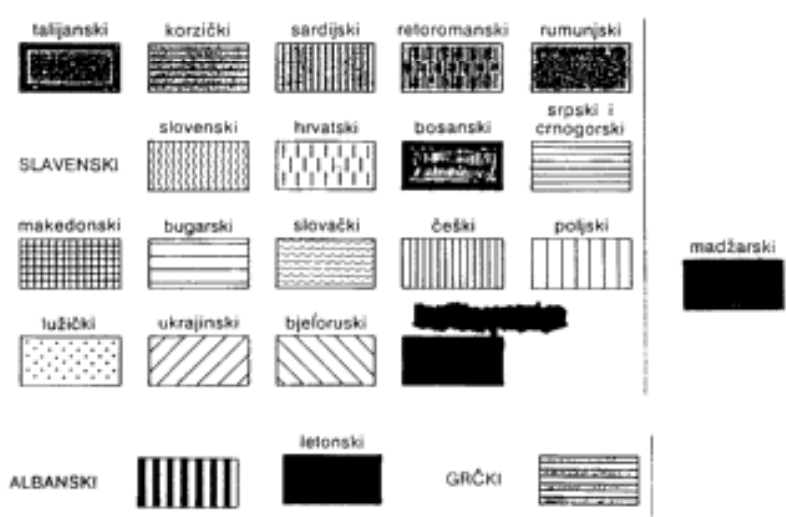 talijanski korzički sardijski retoromanski rumunjski
slovenski hrvatski bosanski srpski i
crnogorski
SLAVENSKI
makedonski bugarski slovački češki poljski
madžarski
lužički ukrajinski bjeloruski
letonski
ALBANSKI GRČKI